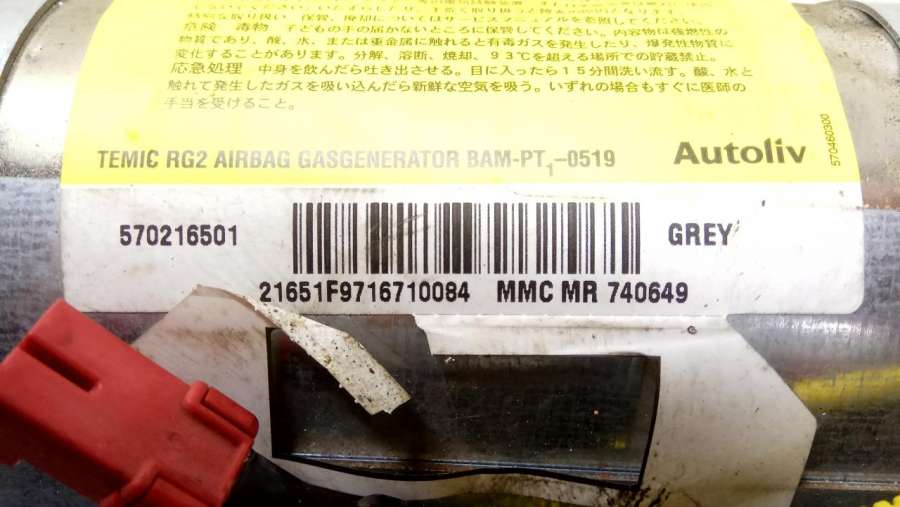 危険 毒物 子どもの手の届かないところに保管してください。内容物は強燃性の
物質であり、酸、水、または重金属に触れると有毒ガスを発生したり、爆発性物質に
変化することがあります。分解、溶断、焼却、93℃を超える場所での貯蔵禁止。
応急処理 中身を飲んだら吐き出させる。目に入ったら15分間洗い流す。酸、水と
触れて発生したガスを吸い込んだら新鮮な空気を吸う。いずれの場合もすぐに医師の
手当を受けること。
TEMIC RG2 AIRBAG GASGENERATOR BAM-PT1-0519
Autoliv
570460300
570216501
GREY
21651F9716710084 MMC MR 740649